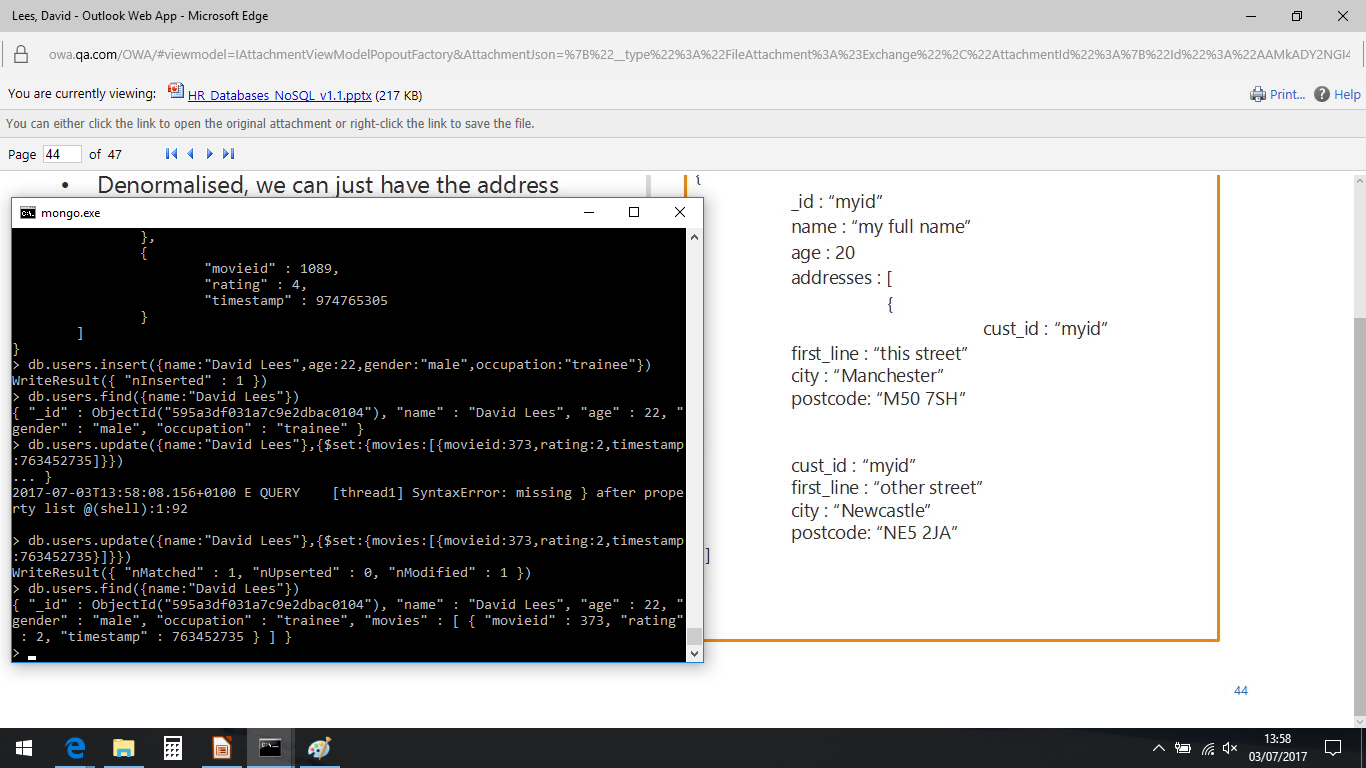 Lees, David - Outlook Web App - Microsoft Edge
owa.qa.com/OWA/#viewmodel=IAttachmentViewModelPopoutFactory&AttachmentJson=%7B%22__type%22%3A%22FileAttachment%3A%23Exchange%22%2C%22AttachmentId%22%3A%7B%22Id%22%3A%22AAMkADY2NGI4
You are currently viewing: HR_Databases_NoSQL_v1.1.pptx (217 KB)
Print... Help
You can either click the link to open the original attachment or right-click the link to save the file.
Page 44 of 47
• Denormalised, we can just have the address
mongo.exe
},
{
"movieid" : 1089,
"rating" : 4,
"timestamp" : 974765305
}
]
}
> db.users.insert({name:"David Lees",age:22,gender:"male",occupation:"trainee"})
WriteResult({ "nInserted" : 1 })
> db.users.find({name:"David Lees"})
{ "_id" : ObjectId("595a3df031a7c9e2dbac0104"), "name" : "David Lees", "age" : 22, "
gender" : "male", "occupation" : "trainee" }
> db.users.update({name:"David Lees"},{$set:{movies:[{movieid:373,rating:2,timestamp
:763452735]}})
... }
2017-07-03T13:58:08.156+0100 E QUERY    [thread1] SyntaxError: missing } after prope
rty list @(shell):1:92
> db.users.update({name:"David Lees"},{$set:{movies:[{movieid:373,rating:2,timestamp
:763452735}]}})
WriteResult({ "nMatched" : 1, "nUpserted" : 0, "nModified" : 1 })
> db.users.find({name:"David Lees"})
{ "_id" : ObjectId("595a3df031a7c9e2dbac0104"), "name" : "David Lees", "age" : 22, "
gender" : "male", "occupation" : "trainee", "movies" : [ { "movieid" : 373, "rating"
: 2, "timestamp" : 763452735 } ] }
>
{
_id : “myid”
name : “my full name”
age : 20
addresses : [
{
cust_id : “myid”
first_line : “this street”
city : “Manchester”
postcode: “M50 7SH”
cust_id : “myid”
first_line : “other street”
city : “Newcastle”
postcode: “NE5 2JA”
]
44
13:58
03/07/2017